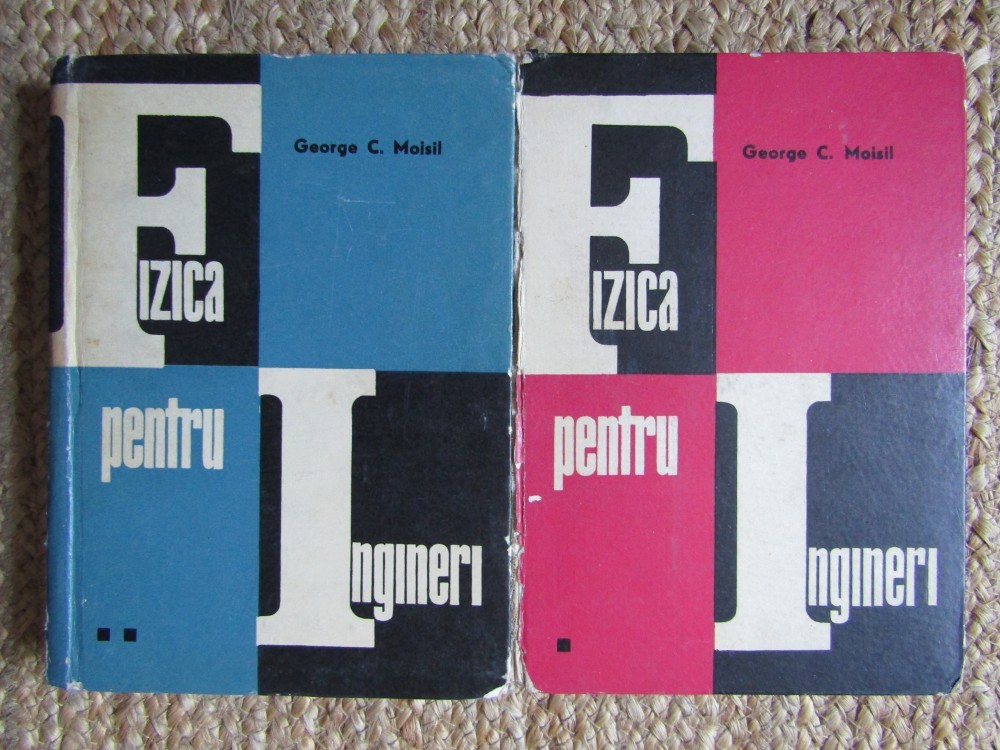 George C. Moisil
Fizica
pentru
Ingineri
George C. Moisil
Fizica
pentru
Ingineri